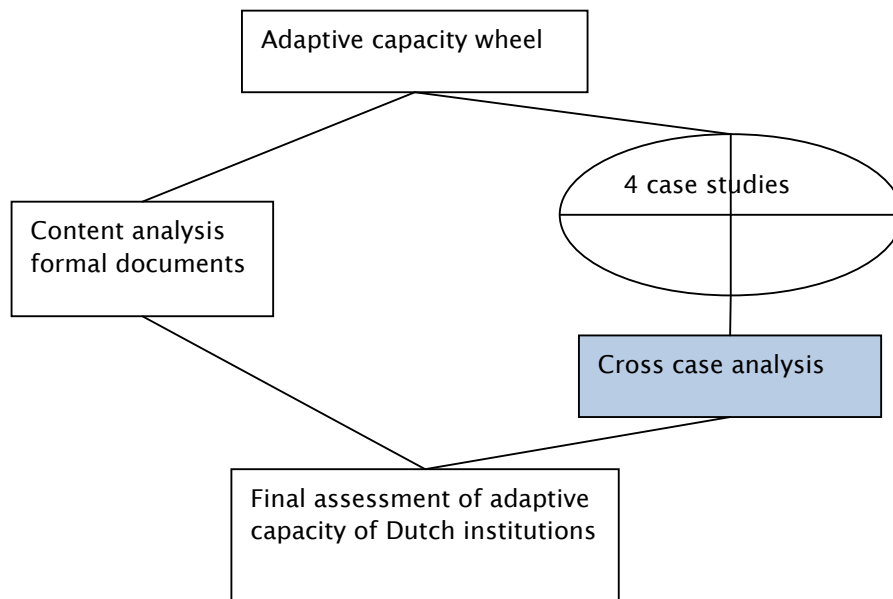 Adaptive capacity wheel
4 case studies
Content analysis
formal documents
Cross case analysis
Final assessment of adaptive
capacity of Dutch institutions